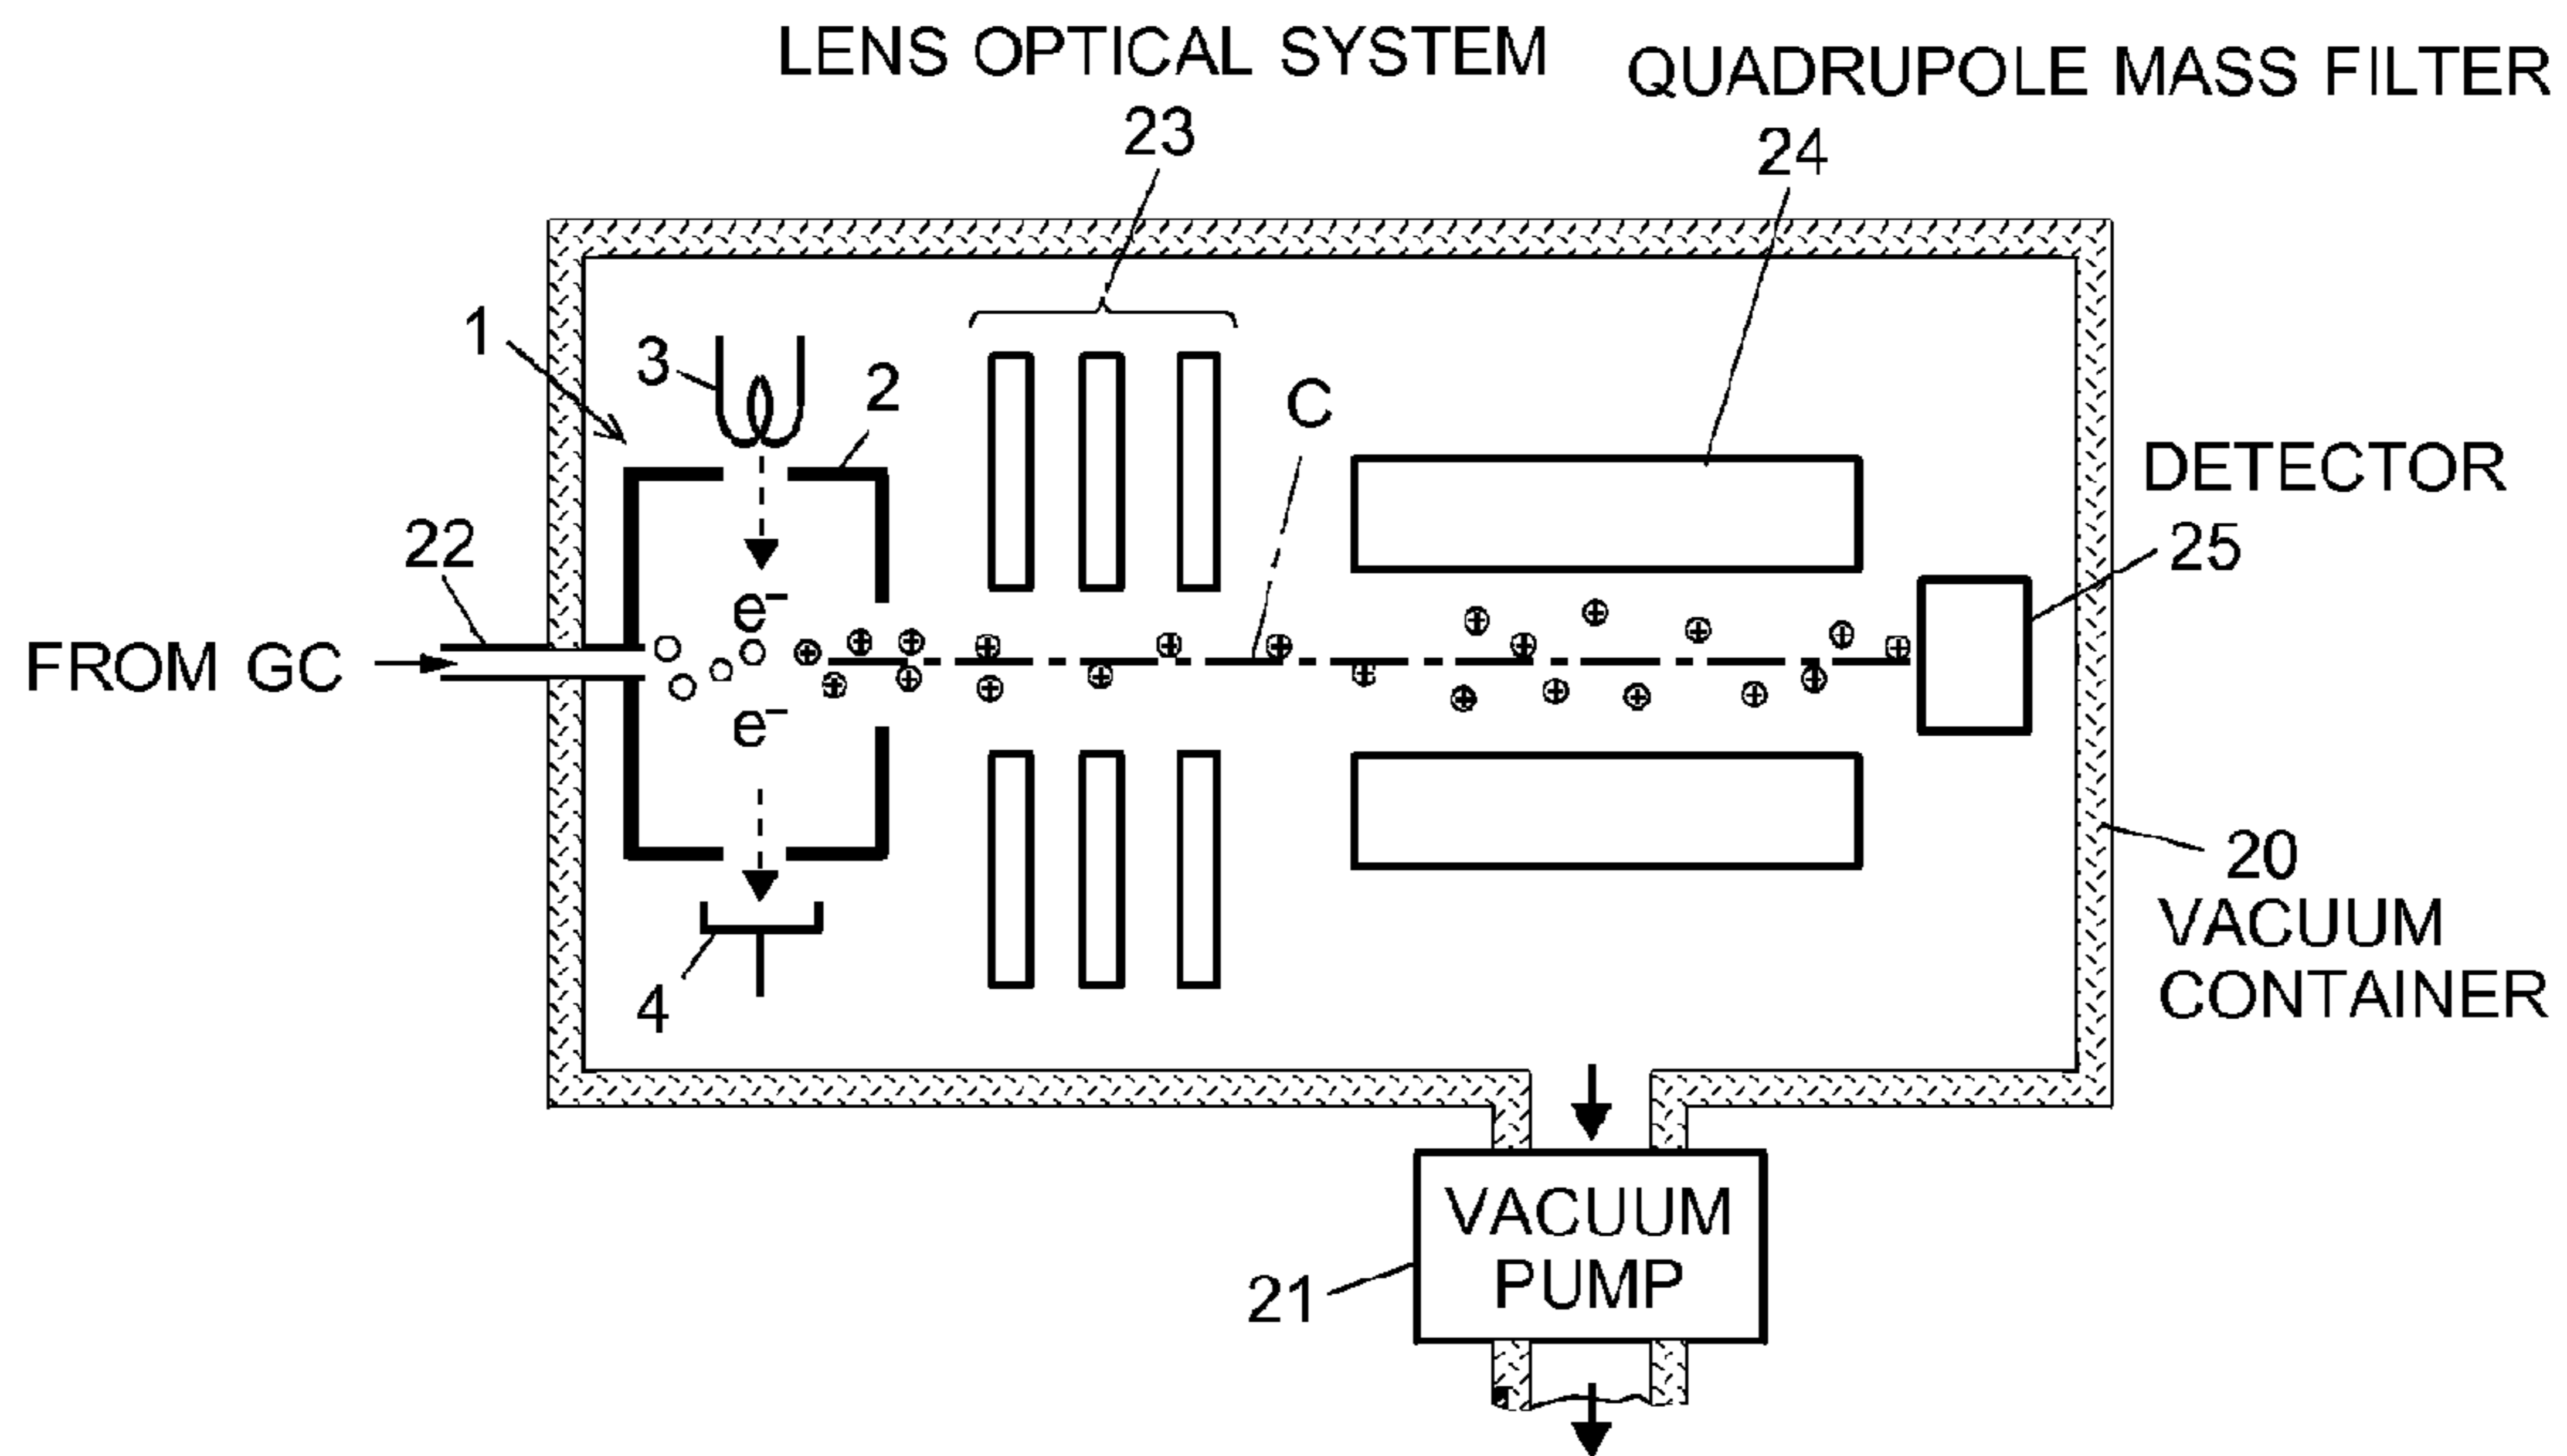 LENS OPTICAL SYSTEM
23
QUADRUPOLE MASS FILTER
24
1
3
2
C
DETECTOR
25
22
FROM GC
e⁻
e⁻
4
20
VACUUM
CONTAINER
VACUUM
PUMP
21